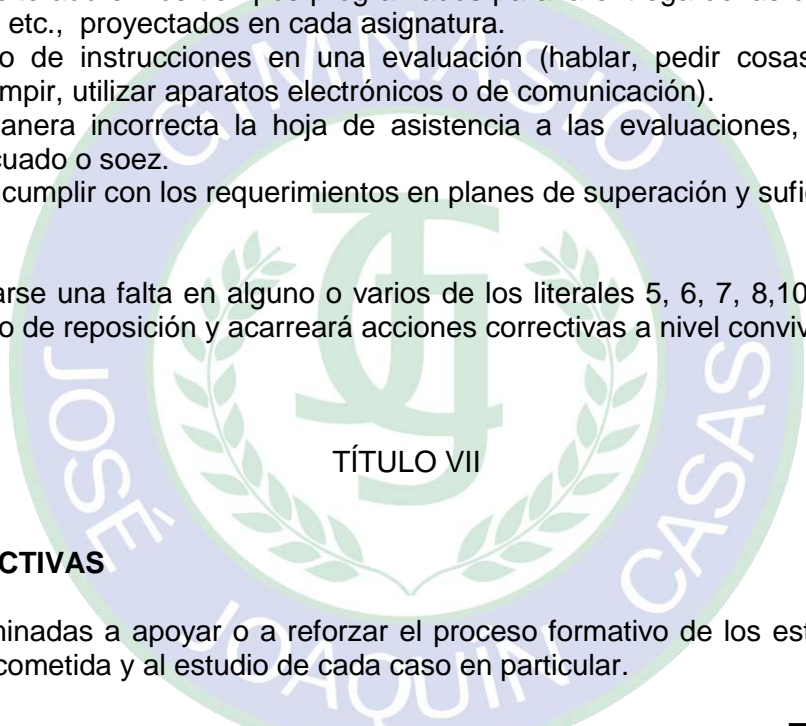 etc., proyectados en cada asignatura.
o de instrucciones en una evaluación (hablar, pedir cosas
mpir, utilizar aparatos electrónicos o de comunicación).
anera incorrecta la hoja de asistencia a las evaluaciones,
cuado o soez.
ncumplir con los requerimientos en planes de superación y sufi
arse una falta en alguno o varios de los literales 5, 6, 7, 8,10
o de reposición y acarreará acciones correctivas a nivel conviv
TÍTULO VII
CTIVAS
minadas a apoyar o a reforzar el proceso formativo de los est
cometida y al estudio de cada caso en particular.
GIMNASIO
JOSÉ JOAQUIN CASAS